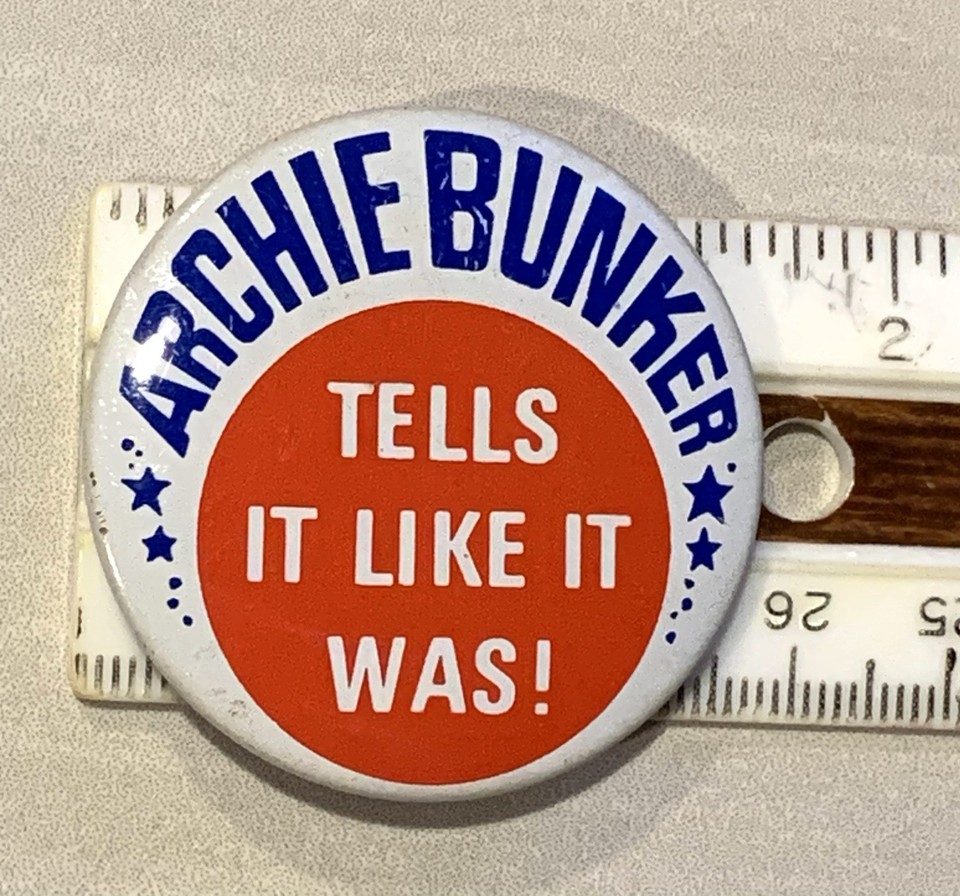 ARCHIE BUNKER
TELLS
IT LIKE IT
WAS!
2
26
25